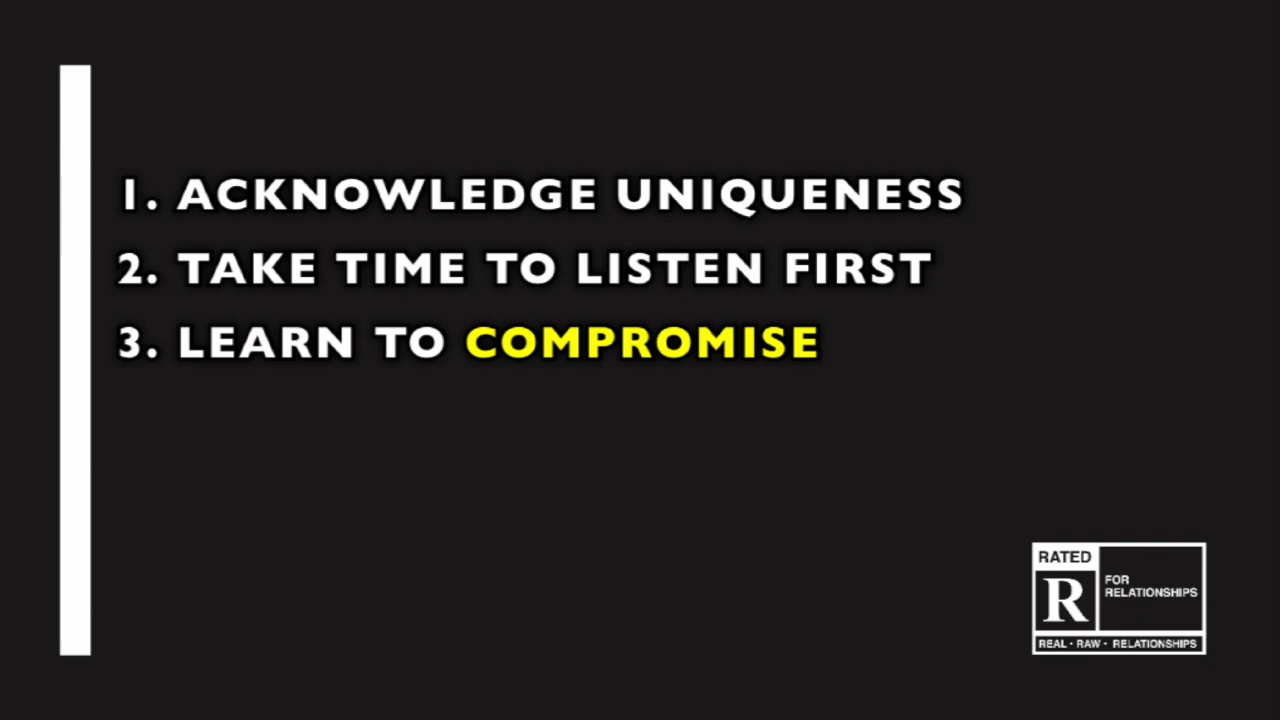 1. ACKNOWLEDGE UNIQUENESS
2. TAKE TIME TO LISTEN FIRST
3. LEARN TO COMPROMISE
RATED
R
FOR
RELATIONSHIPS
REAL · RAW · RELATIONSHIPS